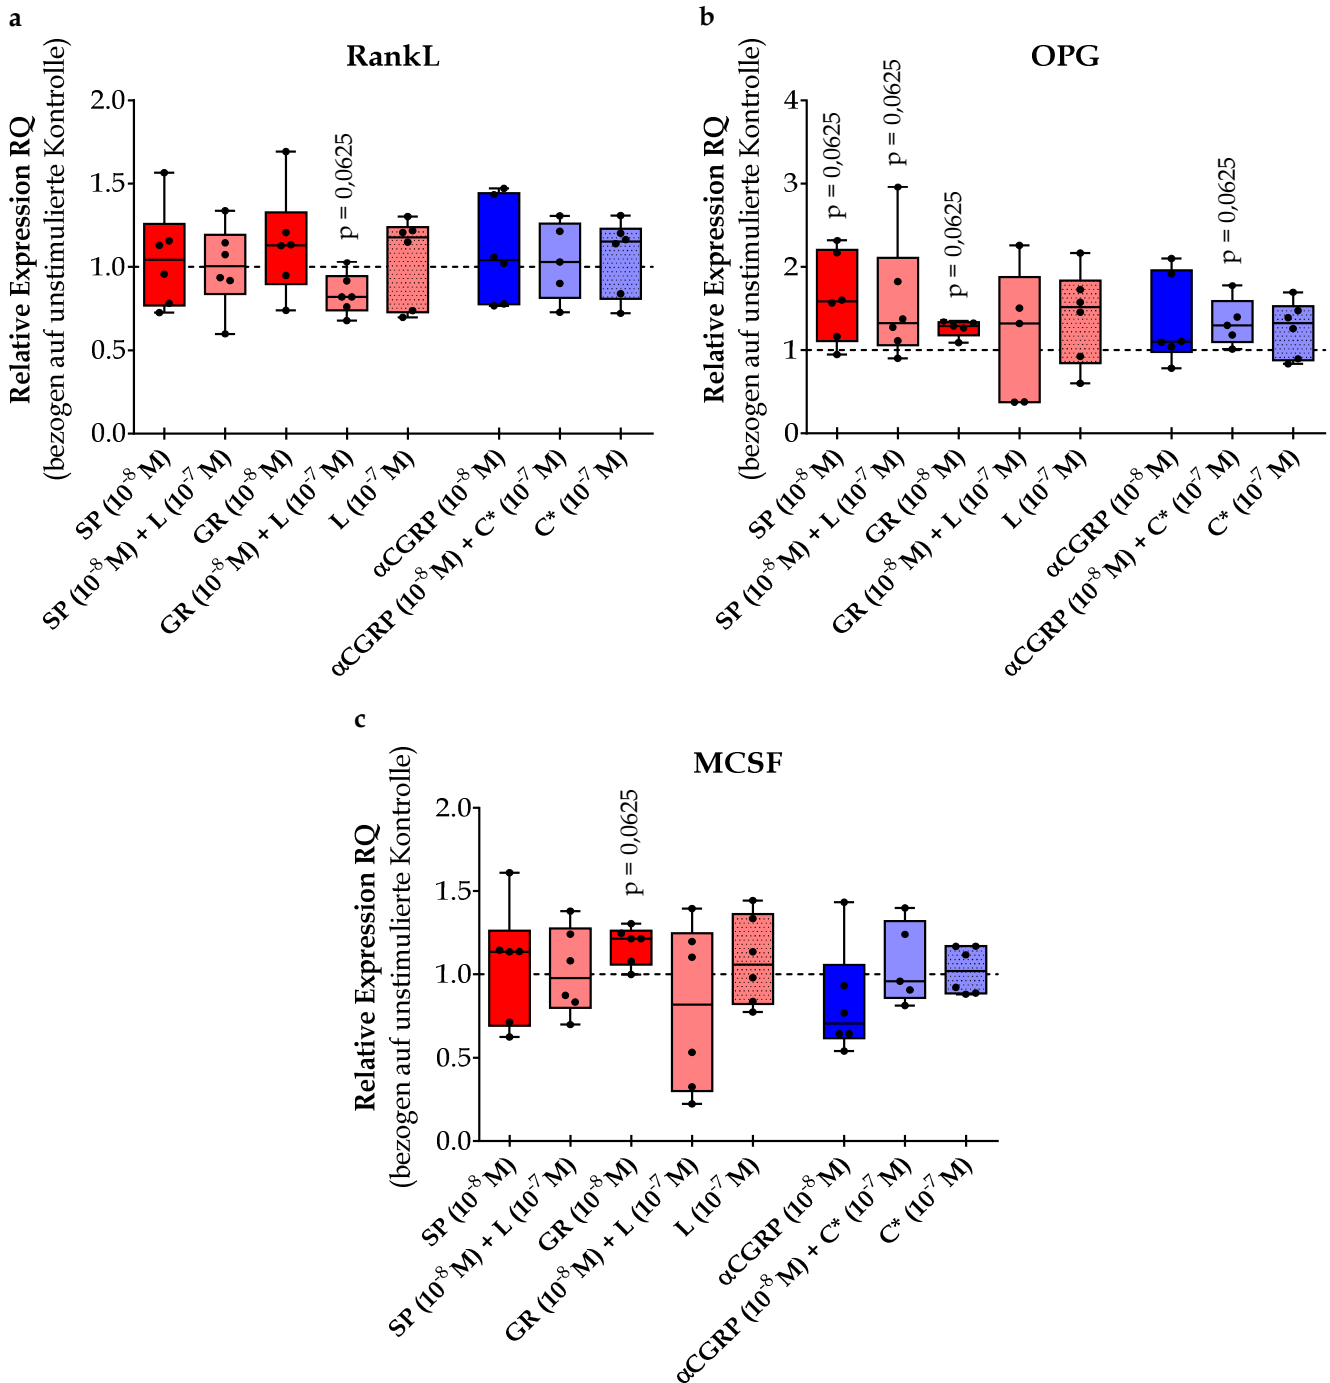 a
RankL
Relative Expression RQ
(bezogen auf unstimulierte Kontrolle)
2.0
1.5
1.0
0.5
0.0
p = 0,0625
SP (10⁻⁸ M)
SP (10⁻⁸ M) + L (10⁻⁷ M)
GR (10⁻⁸ M)
GR (10⁻⁸ M) + L (10⁻⁷ M)
L (10⁻⁷ M)
αCGRP (10⁻⁸ M)
αCGRP (10⁻⁸ M) + C* (10⁻⁷ M)
C* (10⁻⁷ M)
b
OPG
Relative Expression RQ
(bezogen auf unstimulierte Kontrolle)
4
3
2
1
0
p = 0,0625
p = 0,0625
p = 0,0625
p = 0,0625
SP (10⁻⁸ M)
SP (10⁻⁸ M) + L (10⁻⁷ M)
GR (10⁻⁸ M)
GR (10⁻⁸ M) + L (10⁻⁷ M)
L (10⁻⁷ M)
αCGRP (10⁻⁸ M)
αCGRP (10⁻⁸ M) + C* (10⁻⁷ M)
C* (10⁻⁷ M)
c
MCSF
Relative Expression RQ
(bezogen auf unstimulierte Kontrolle)
2.0
1.5
1.0
0.5
0.0
p = 0,0625
SP (10⁻⁸ M)
SP (10⁻⁸ M) + L (10⁻⁷ M)
GR (10⁻⁸ M)
GR (10⁻⁸ M) + L (10⁻⁷ M)
L (10⁻⁷ M)
αCGRP (10⁻⁸ M)
αCGRP (10⁻⁸ M) + C* (10⁻⁷ M)
C* (10⁻⁷ M)